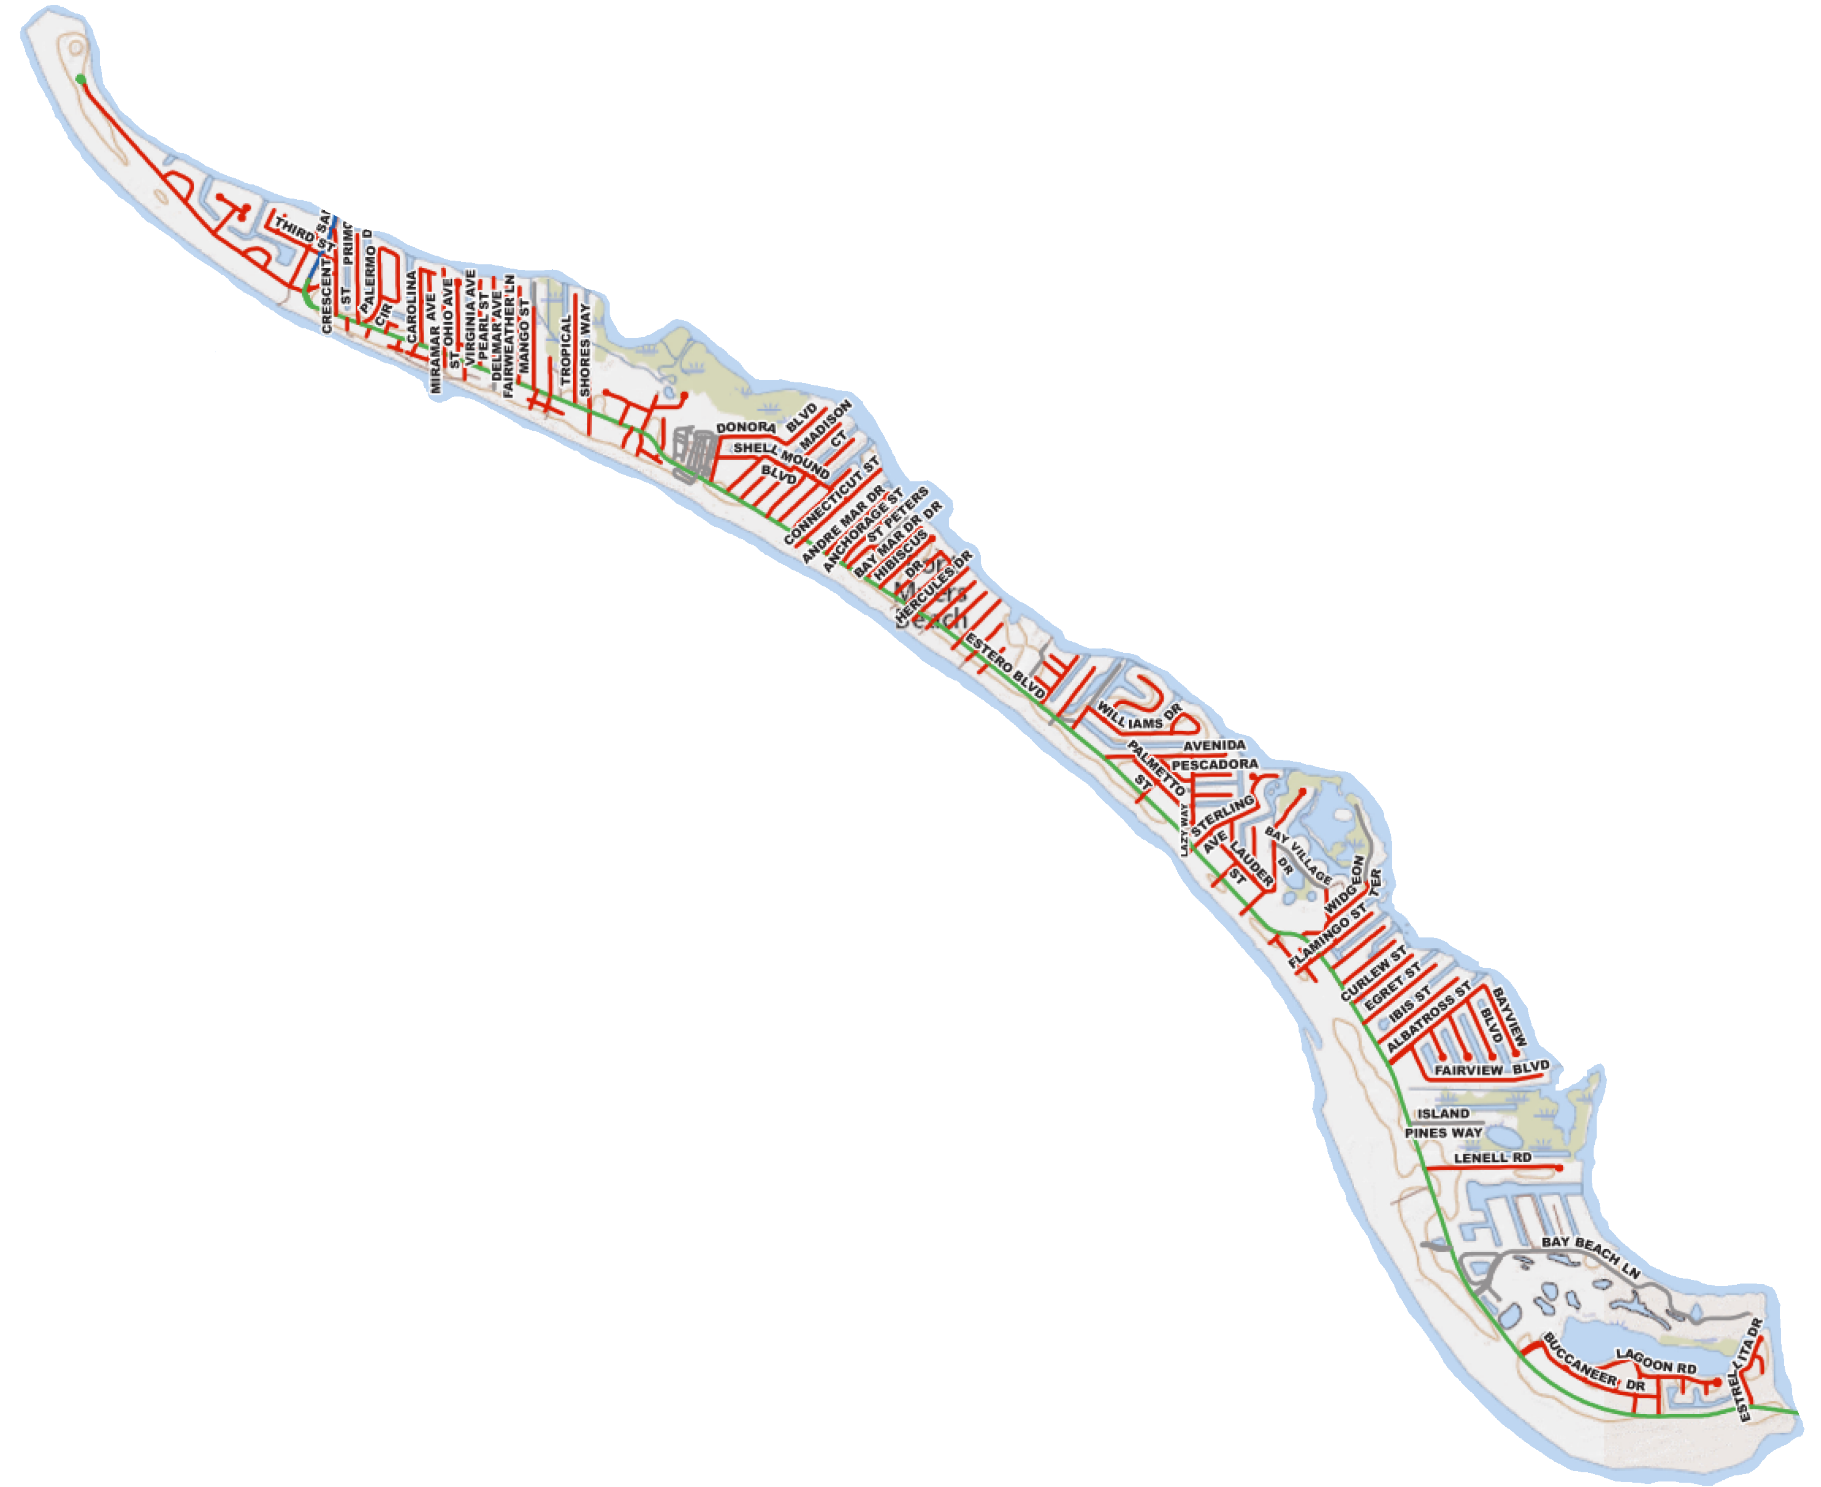 THIRD ST
CRESCENT
ST
PALERMO
CIR
CAROLINA
MIRAMAR AVE
ST
OHIO AVE
VIRGINIA AVE
PEARL ST
DELMAR AVE
FAIRWEATHER LN
MANGO ST
TROPICAL
SHORES WAY
DONORA
BLVD
MADISON
CT
SHELL MOUND
BLVD
CONNECTICUT ST
ANDRE MAR DR
ANCHORAGE ST
ST PETERS
DR
BAY MAR DR
HIBISCUS
DR
HERCULES DR
Beach
ESTERO BLVD
WILLIAMS DR
AVENIDA
PESCADORA
PALMETTO
ST
LAZY WAY
STERLING
AVE
LAUDER
ST
BAY VILLAGE
DR
WIDGEON
TER
FLAMINGO ST
CURLEW ST
EGRET ST
IBIS ST
ALBATROSS ST
BAYVIEW
BLVD
FAIRVIEW BLVD
ISLAND
PINES WAY
LENELL RD
BAY BEACH LN
BUCCANEER DR
LAGOON RD
ESTRELLITA DR